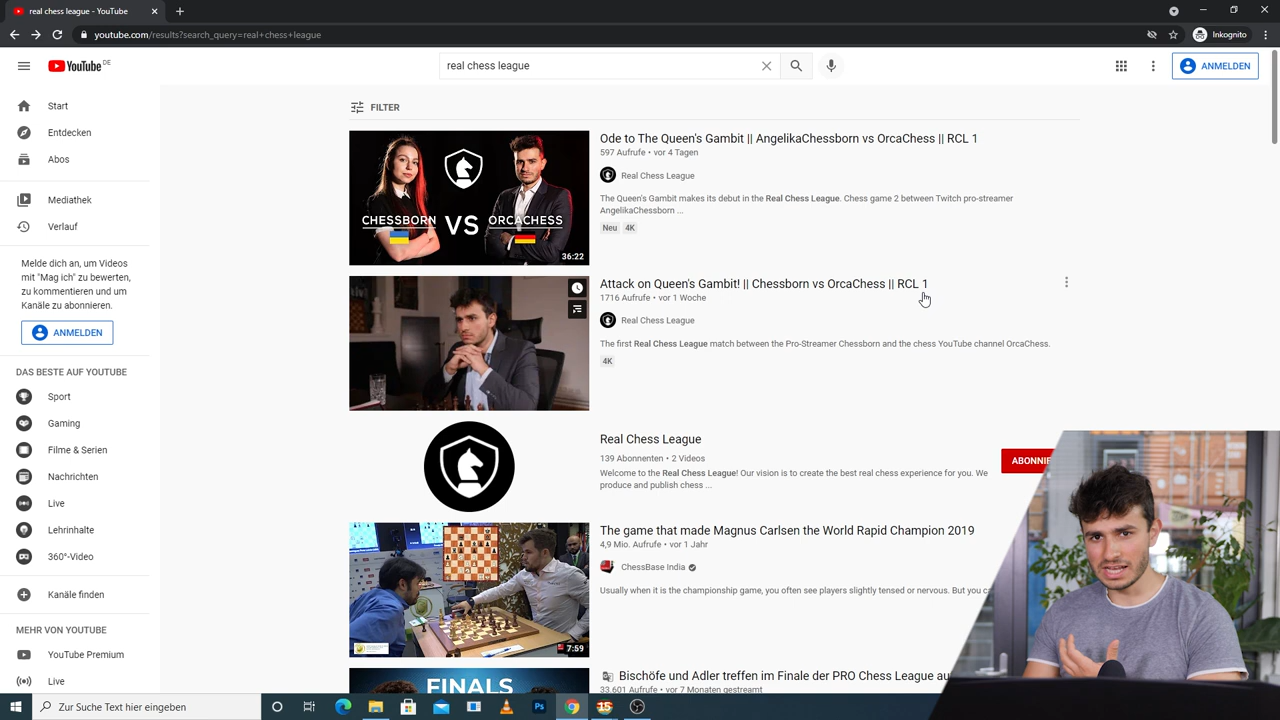 real chess league - YouTube
youtube.com/results?search_query=real+chess+league
Inkognito
YouTube DE
real chess league
ANMELDEN
Start
Entdecken
Abos
Mediathek
Verlauf
Melde dich an, um Videos
mit "Mag ich" zu bewerten,
zu kommentieren und um
Kanäle zu abonnieren.
ANMELDEN
DAS BESTE AUF YOUTUBE
Sport
Gaming
Filme & Serien
Nachrichten
Live
Lehrinhalte
360°-Video
Kanäle finden
MEHR VON YOUTUBE
YouTube Premium
Live
FILTER
CHESSBORN VS ORCACHESS
36:22
Ode to The Queen's Gambit || AngelikaChessborn vs OrcaChess || RCL 1
597 Aufrufe • vor 4 Tagen
Real Chess League
The Queen's Gambit makes its debut in the Real Chess League. Chess game 2 between Twitch pro-streamer
AngelikaChessborn ...
Neu 4K
Attack on Queen's Gambit! || Chessborn vs OrcaChess || RCL 1
1716 Aufrufe • vor 1 Woche
Real Chess League
The first Real Chess League match between the Pro-Streamer Chessborn and the chess YouTube channel OrcaChess.
4K
Real Chess League
139 Abonnenten • 2 Videos
Welcome to the Real Chess League! Our vision is to create the best real chess experience for you. We
produce and publish chess ...
ABONNIE
7:59
The game that made Magnus Carlsen the World Rapid Champion 2019
4,9 Mio. Aufrufe • vor 1 Jahr
ChessBase India
Usually when it is the championship game, you often see players slightly tensed or nervous. But you ca
FINALS
Bischöfe und Adler treffen im Finale der PRO Chess League au
33.601 Aufrufe • vor 7 Monaten gestreamt
Zur Suche Text hier eingeben
Ps